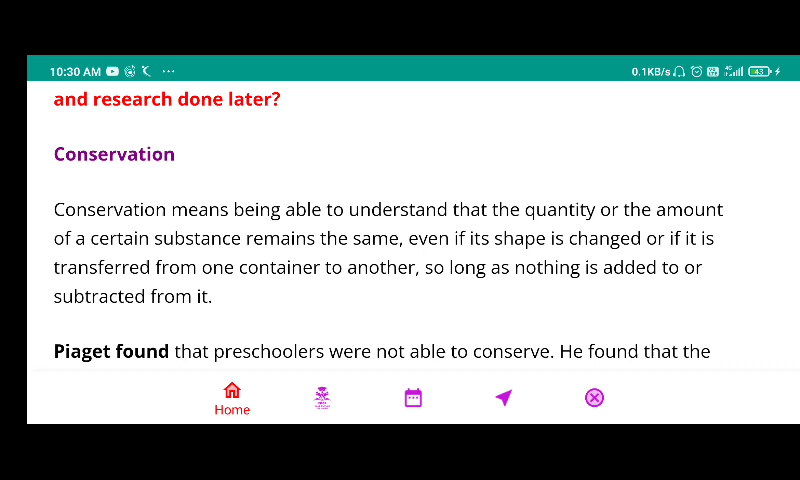 10:30 AM
0.1KB/s
4G
43
and research done later?
Conservation
Conservation means being able to understand that the quantity or the amount
of a certain substance remains the same, even if its shape is changed or if it is
transferred from one container to another, so long as nothing is added to or
subtracted from it.
Piaget found that preschoolers were not able to conserve. He found that the
Home